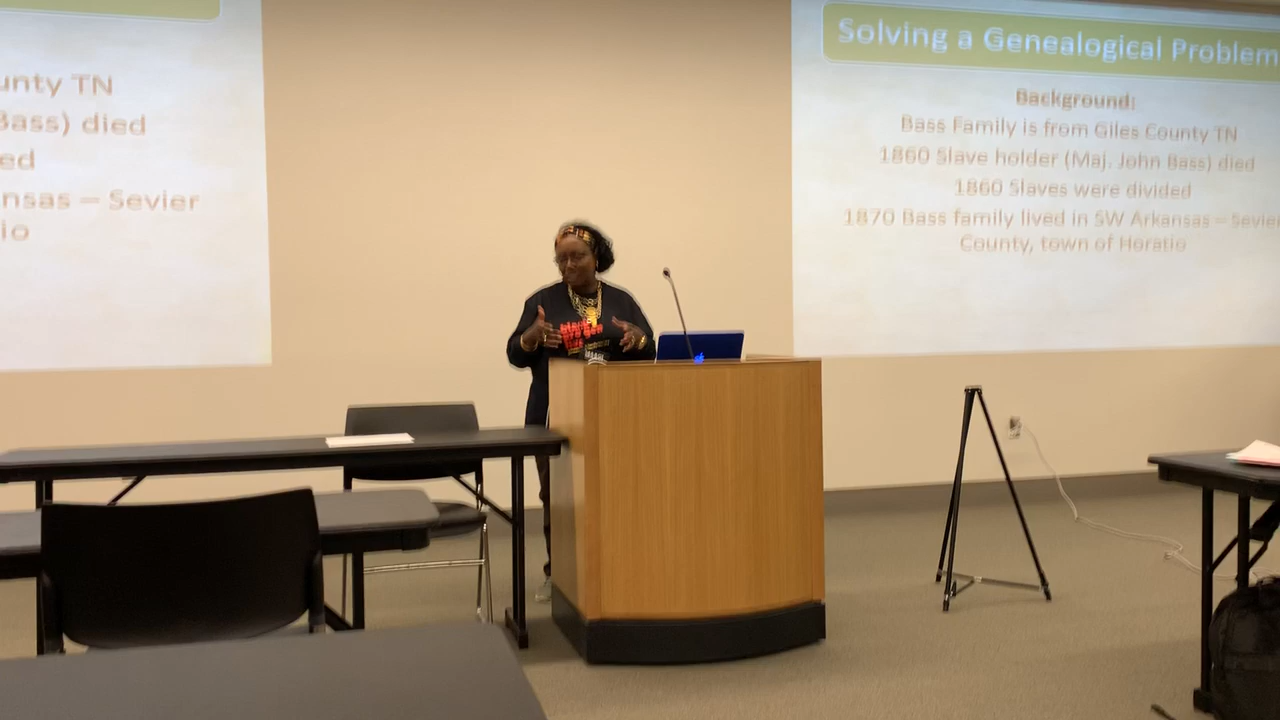 unty TN
Bass) died
ed
nsas – Sevier
io
Solving a Genealogical Problem
Background:
Bass Family is from Giles County TN
1860 Slave holder (Maj. John Bass) died
1860 Slaves were divided
1870 Bass family lived in SW Arkansas – Sevier
County, town of Horatio